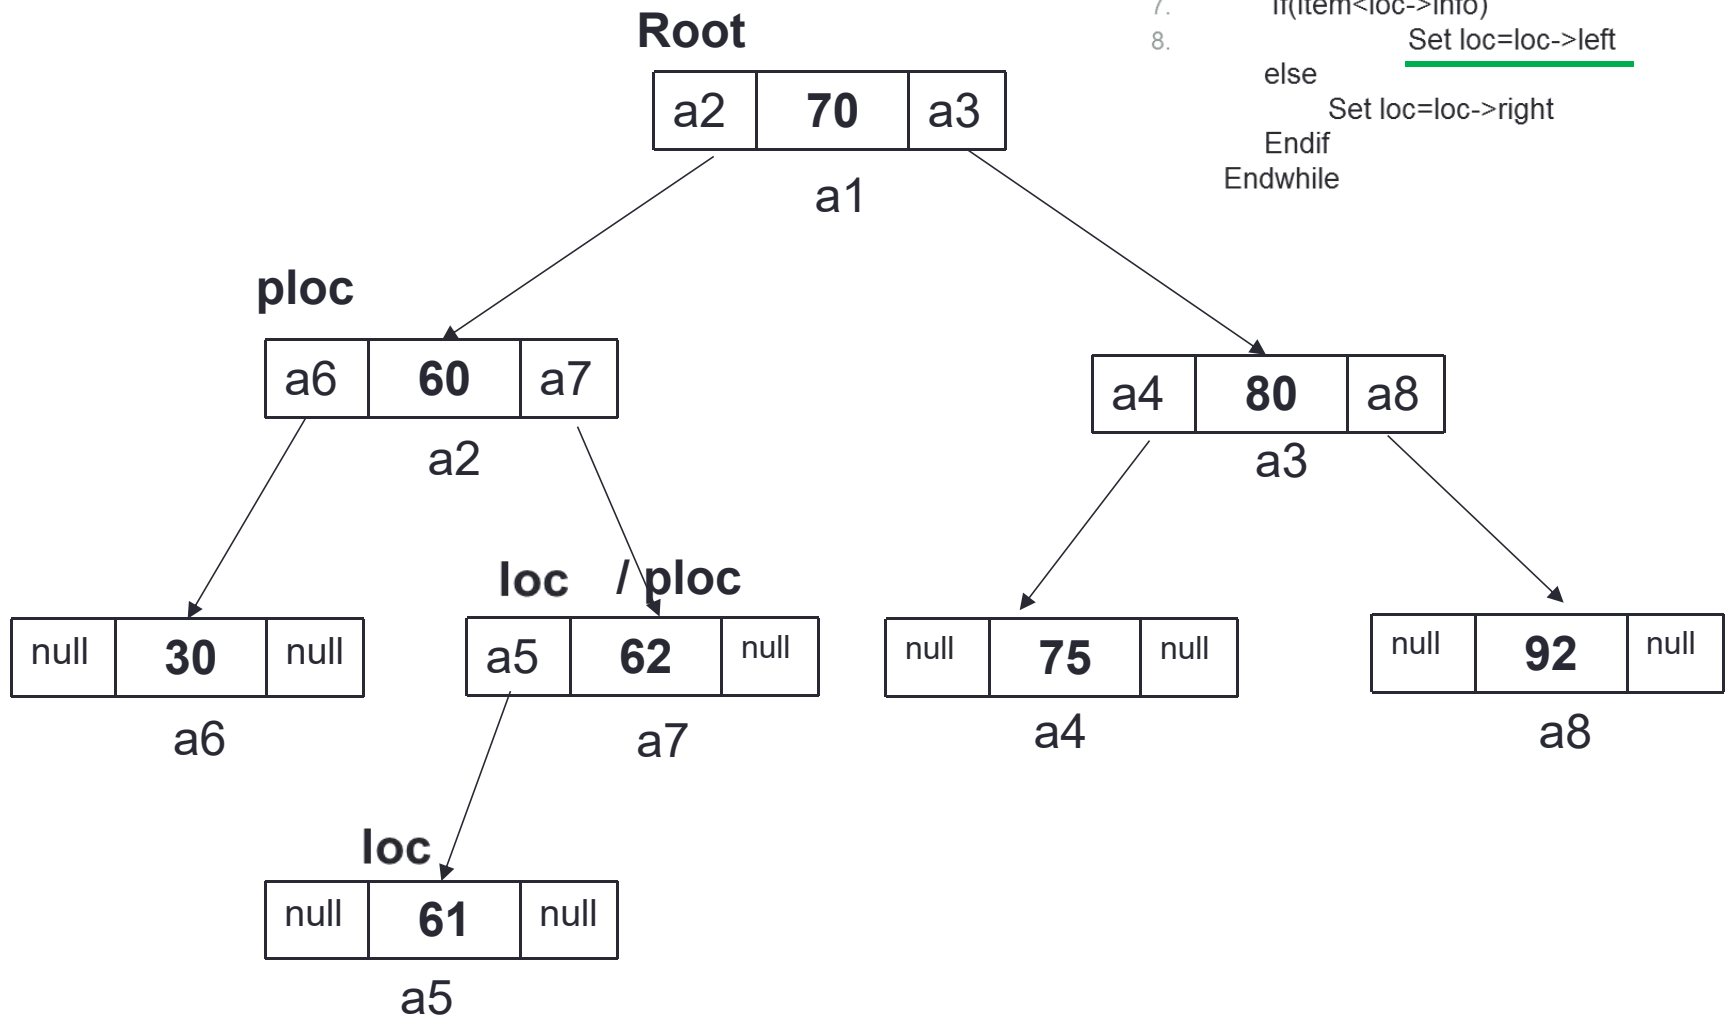 Root
7. If(item<loc->info)
8. Set loc=loc->left
else
Set loc=loc->right
Endif
Endwhile
a2 70 a3
a1
ploc
a6 60 a7
a2
a4 80 a8
a3
loc / ploc
null 30 null
a6
a5 62 null
a7
null 75 null
a4
null 92 null
a8
loc
null 61 null
a5